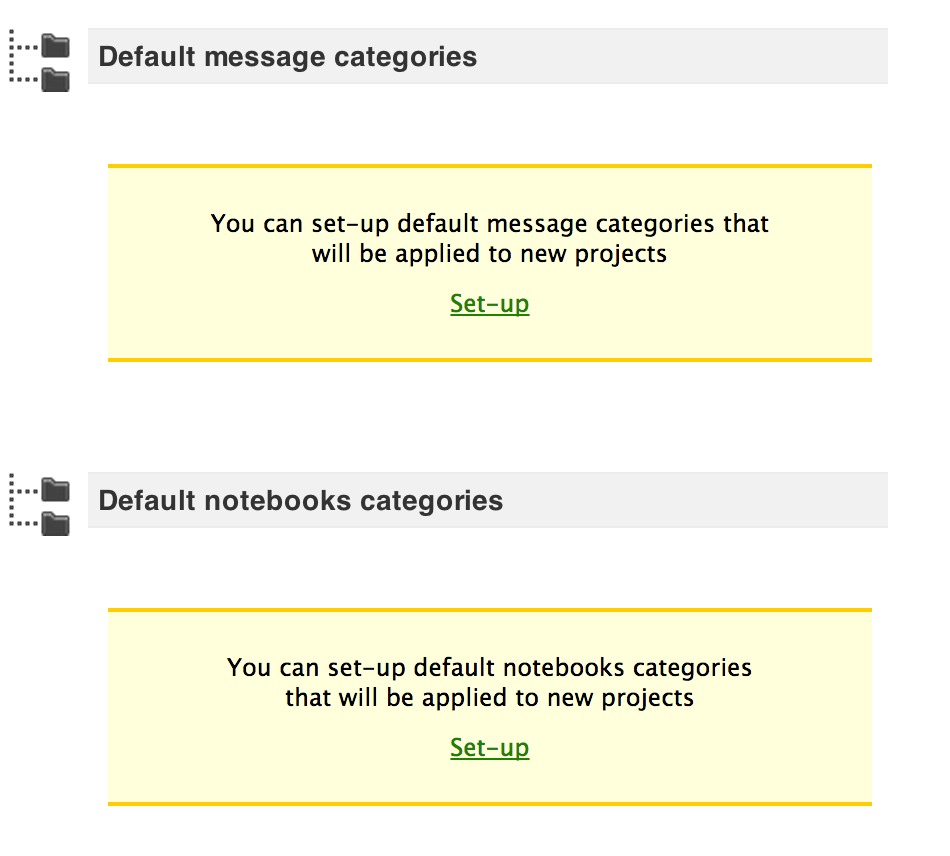 Default message categories
You can set-up default message categories that
will be applied to new projects
Set-up
Default notebooks categories
You can set-up default notebooks categories
that will be applied to new projects
Set-up